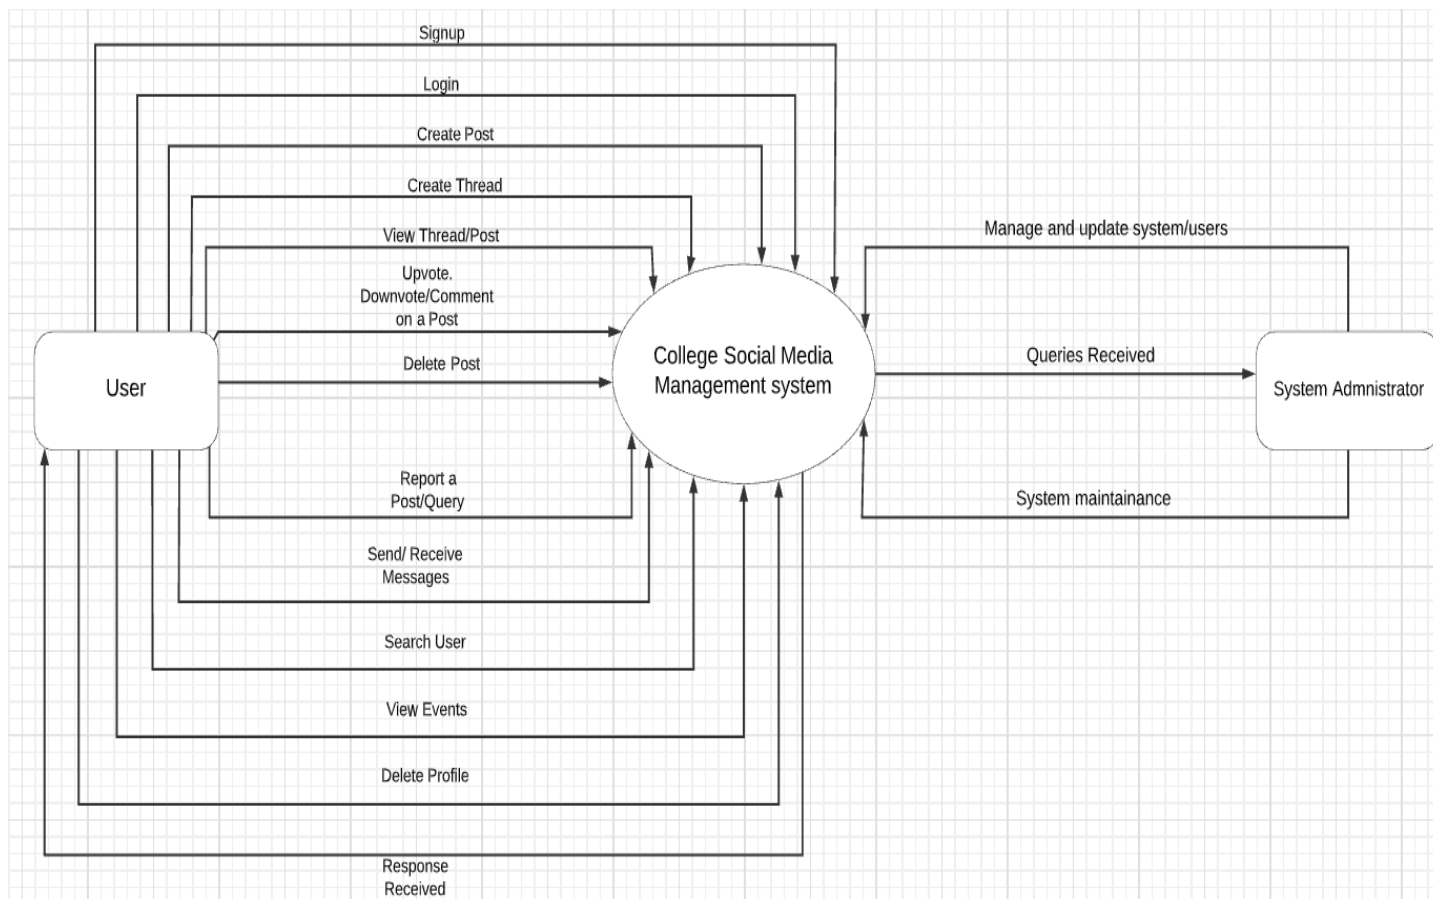 Signup
Login
Create Post
Create Thread
View Thread/Post
Upvote.
Downvote/Comment
on a Post
Delete Post
User
College Social Media
Management system
Manage and update system/users
Queries Received
System Admnistrator
System maintainance
Report a
Post/Query
Send/ Receive
Messages
Search User
View Events
Delete Profile
Response
Received